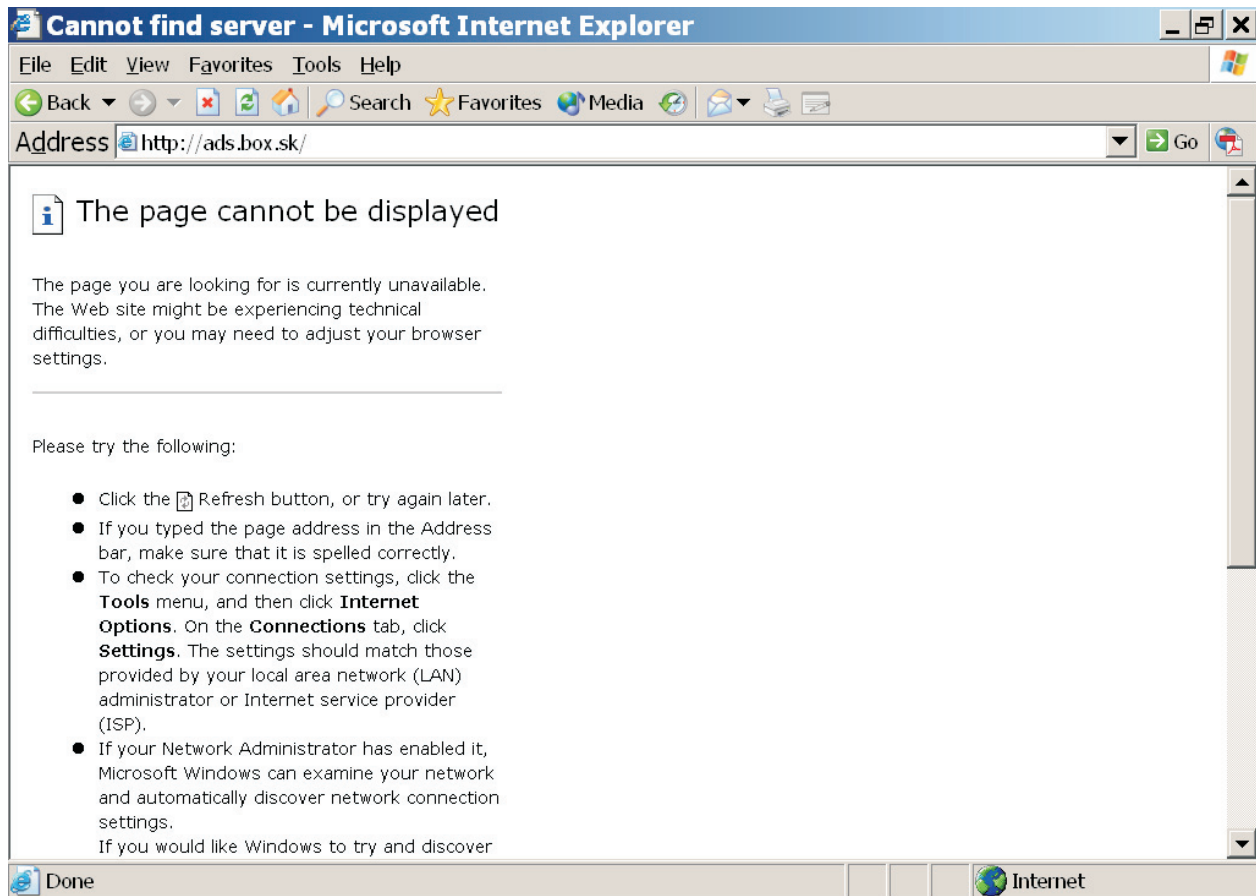 Cannot find server - Microsoft Internet Explorer
File Edit View Favorites Tools Help
Back Search Favorites Media
Address http://ads.box.sk/ Go
The page cannot be displayed
The page you are looking for is currently unavailable.
The Web site might be experiencing technical
difficulties, or you may need to adjust your browser
settings.
Please try the following:
Click the Refresh button, or try again later.
If you typed the page address in the Address
bar, make sure that it is spelled correctly.
To check your connection settings, click the
Tools menu, and then click Internet
Options. On the Connections tab, click
Settings. The settings should match those
provided by your local area network (LAN)
administrator or Internet service provider
(ISP).
If your Network Administrator has enabled it,
Microsoft Windows can examine your network
and automatically discover network connection
settings.
If you would like Windows to try and discover
Done Internet